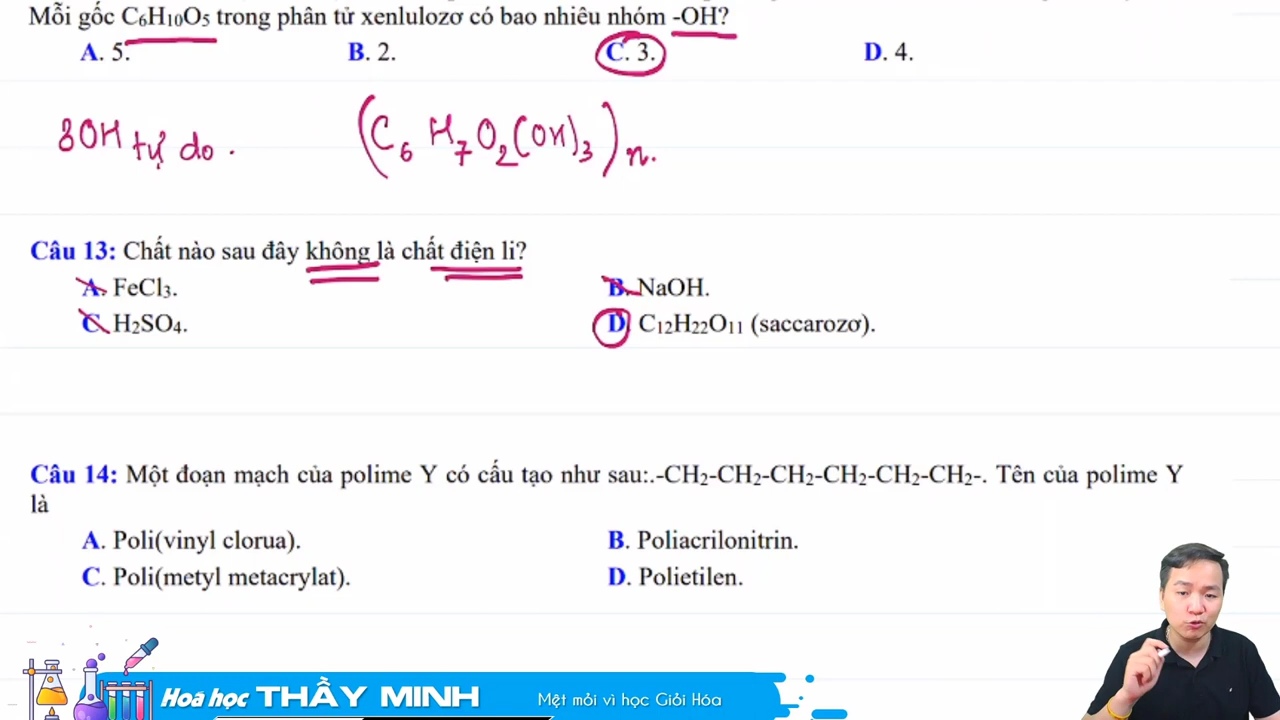 Mỗi gốc C₆H₁₀O₅ trong phân tử xenlulozơ có bao nhiêu nhóm -OH?
A. 5. B. 2. C. 3. D. 4.
3OH tự do. (C₆H₇O₂(OH)₃)n.
Câu 13: Chất nào sau đây không là chất điện li?
A. FeCl₃. B. NaOH.
C. H₂SO₄. D. C₁₂H₂₂O₁₁ (saccarozơ).
Câu 14: Một đoạn mạch của polime Y có cấu tạo như sau:.-CH₂-CH₂-CH₂-CH₂-CH₂-CH₂-. Tên của polime Y
là
A. Poli(vinyl clorua). B. Poliacrilonitrin.
C. Poli(metyl metacrylat). D. Polietilen.
Hoá học THẦY MINH Mệt mỏi vì học Giỏi Hóa